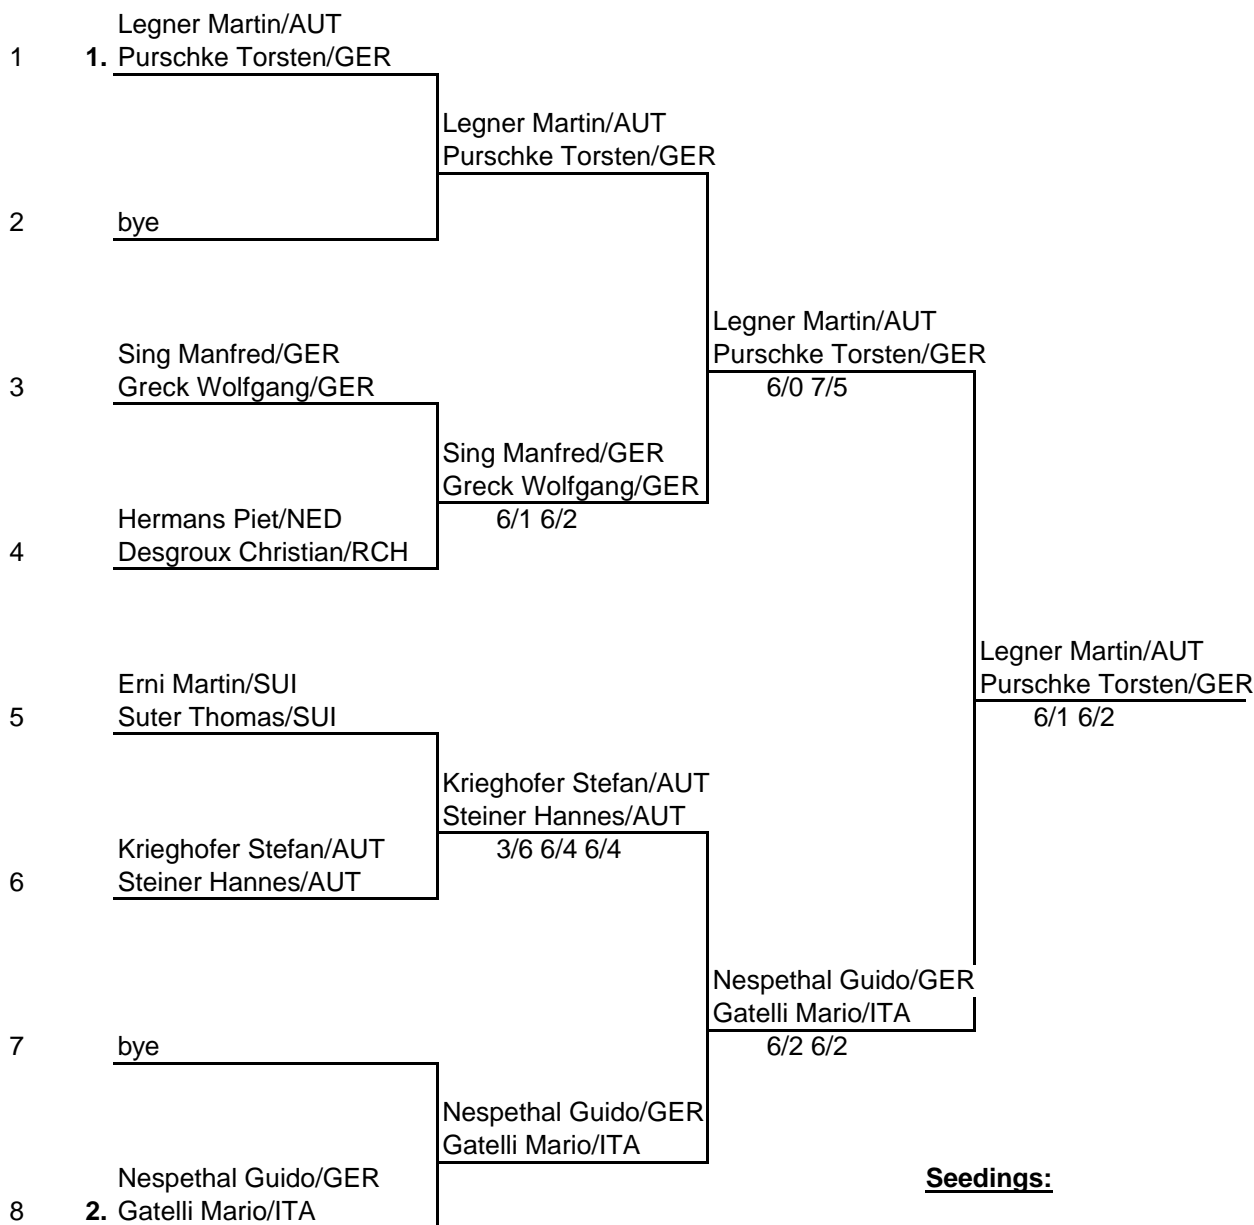 Legner Martin/AUT
1 1. Purschke Torsten/GER
Legner Martin/AUT
Purschke Torsten/GER
2 bye
Legner Martin/AUT
Sing Manfred/GER Purschke Torsten/GER
3 Greck Wolfgang/GER 6/0 7/5
Sing Manfred/GER
Greck Wolfgang/GER
Hermans Piet/NED 6/1 6/2
4 Desgroux Christian/RCH
Legner Martin/AUT
Erni Martin/SUI Purschke Torsten/GER
5 Suter Thomas/SUI 6/1 6/2
Krieghofer Stefan/AUT
Steiner Hannes/AUT
Krieghofer Stefan/AUT 3/6 6/4 6/4
6 Steiner Hannes/AUT
Nespethal Guido/GER
Gatelli Mario/ITA
7 bye 6/2 6/2
Nespethal Guido/GER
Gatelli Mario/ITA
Nespethal Guido/GER Seedings:
8 2. Gatelli Mario/ITA